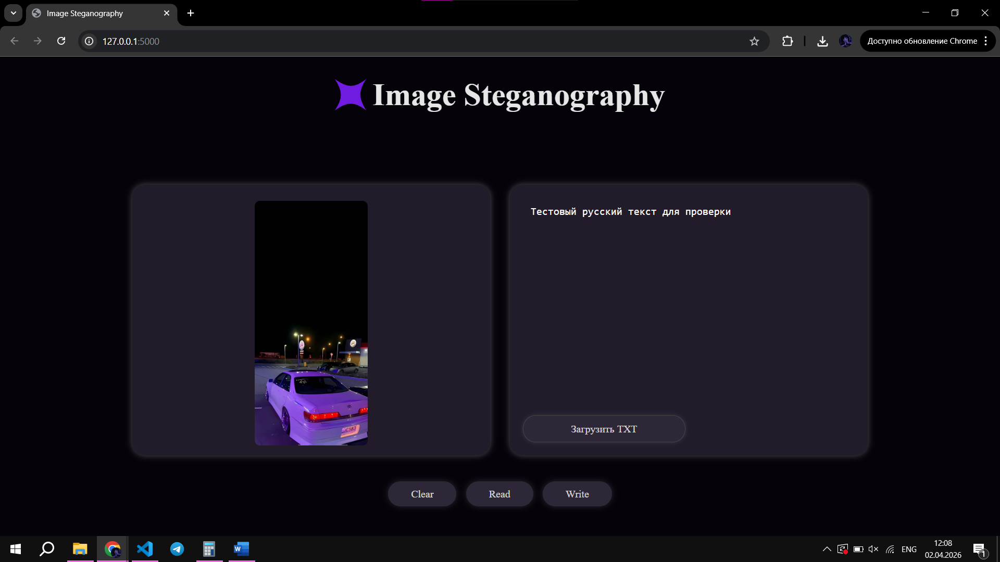 Image Steganography
127.0.0.1:5000
Доступно обновление Chrome
Image Steganography
Тестовый русский текст для проверки
Загрузить TXT
Clear
Read
Write
ENG
12:08
02.04.2026
1